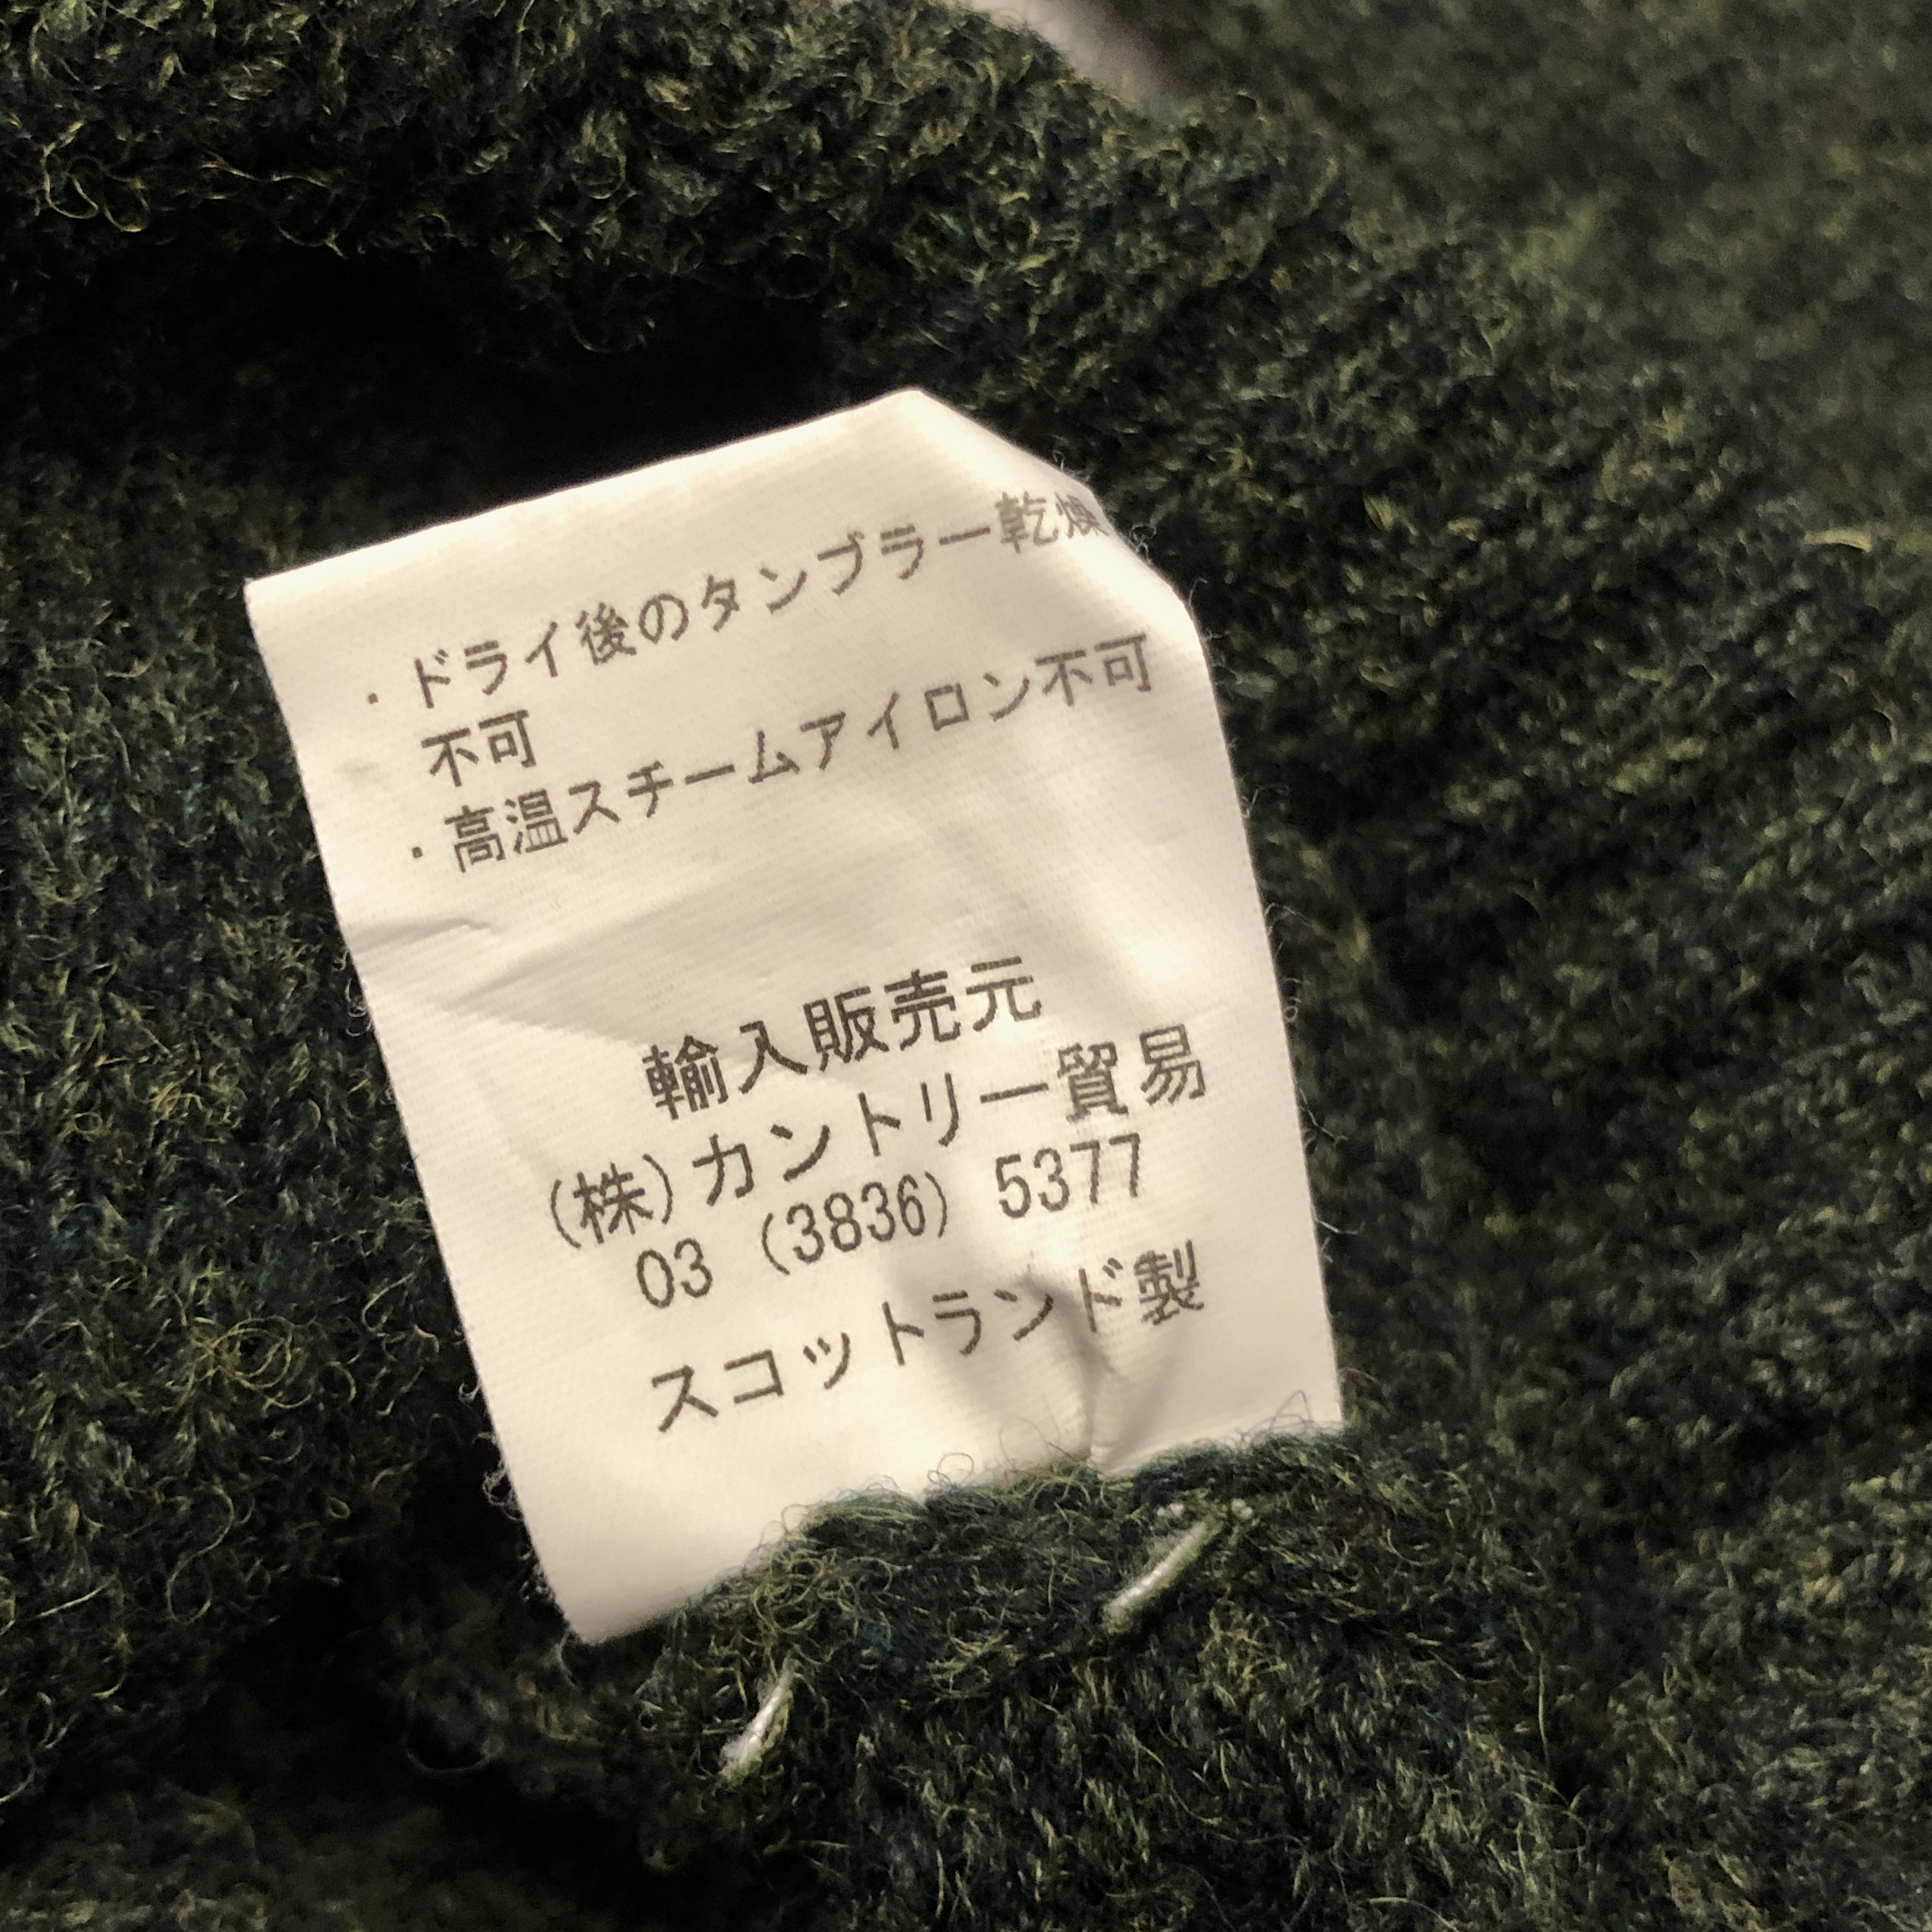 ・ドライ後のタンブラー乾燥
不可
・高温スチームアイロン不可
輸入販売元
(株)カントリー貿易
03 (3836) 5377
スコットランド製